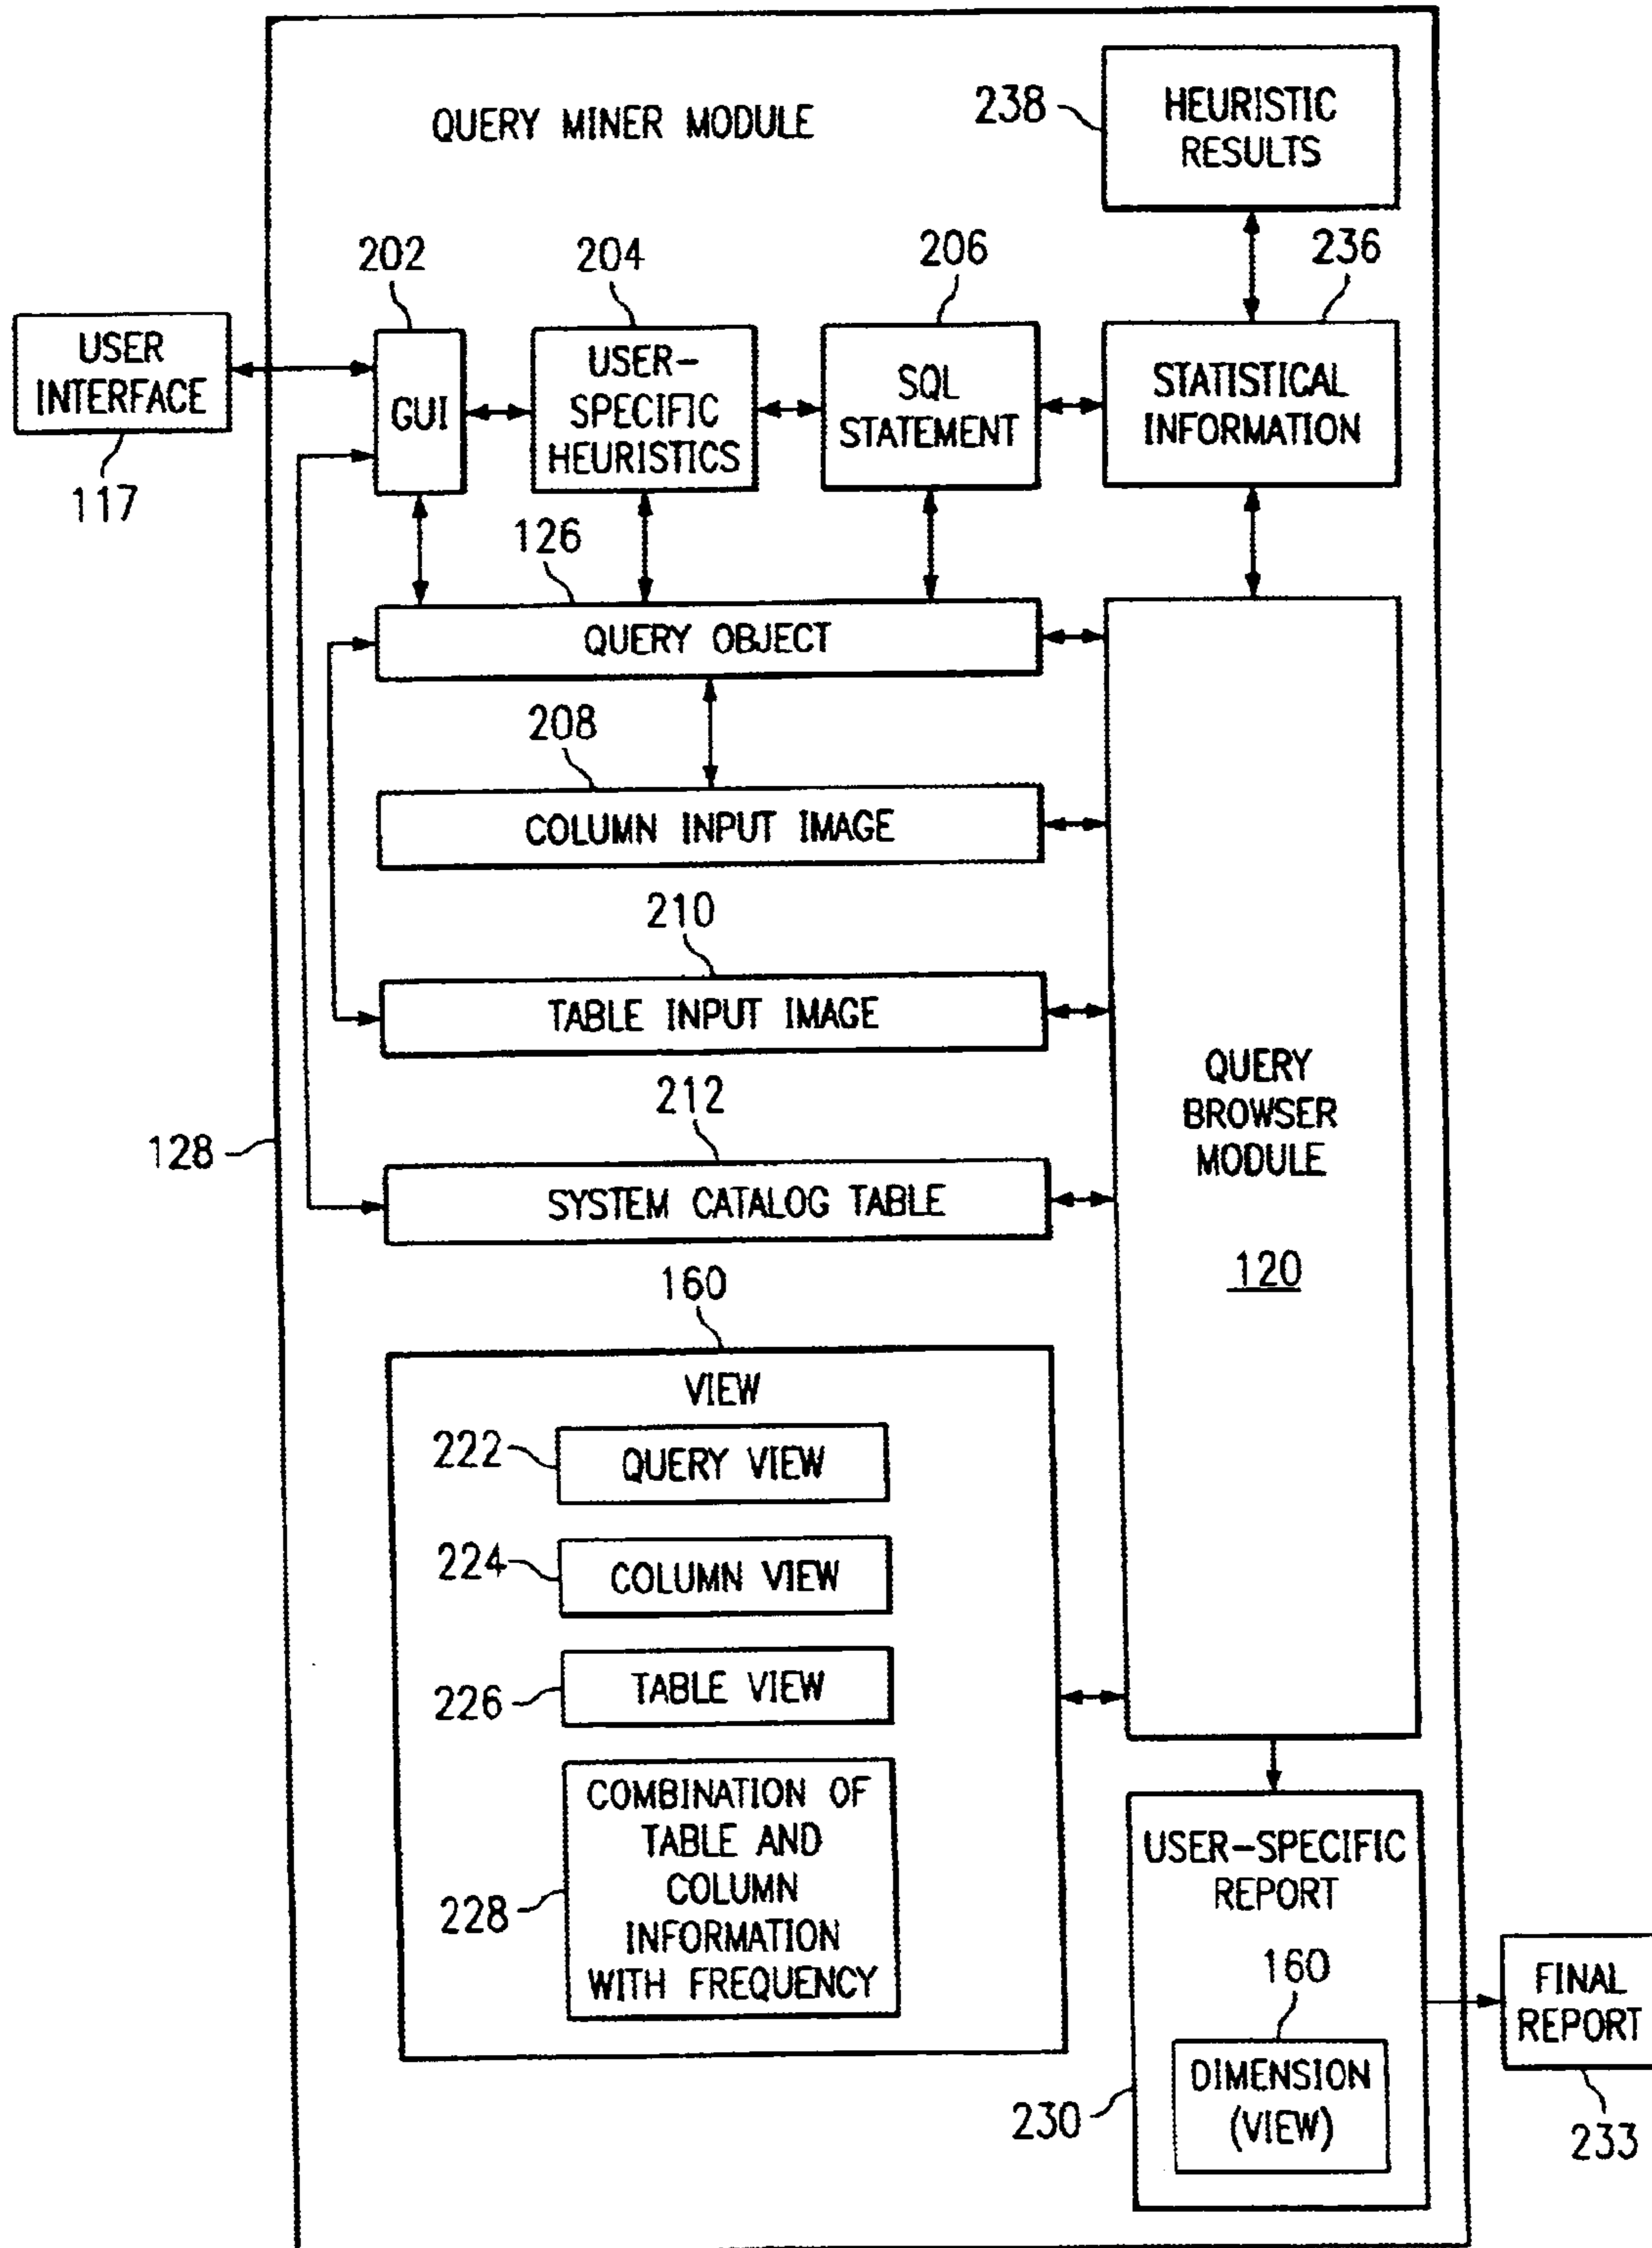 QUERY MINER MODULE
238
HEURISTIC
RESULTS
202
204
206
236
USER
INTERFACE
117
GUI
USER-
SPECIFIC
HEURISTICS
SQL
STATEMENT
STATISTICAL
INFORMATION
126
QUERY OBJECT
208
COLUMN INPUT IMAGE
210
TABLE INPUT IMAGE
212
128
SYSTEM CATALOG TABLE
QUERY
BROWSER
MODULE
120
160
VIEW
222
QUERY VIEW
224
COLUMN VIEW
226
TABLE VIEW
228
COMBINATION OF
TABLE AND
COLUMN
INFORMATION
WITH FREQUENCY
USER-SPECIFIC
REPORT
160
DIMENSION
(VIEW)
230
FINAL
REPORT
233